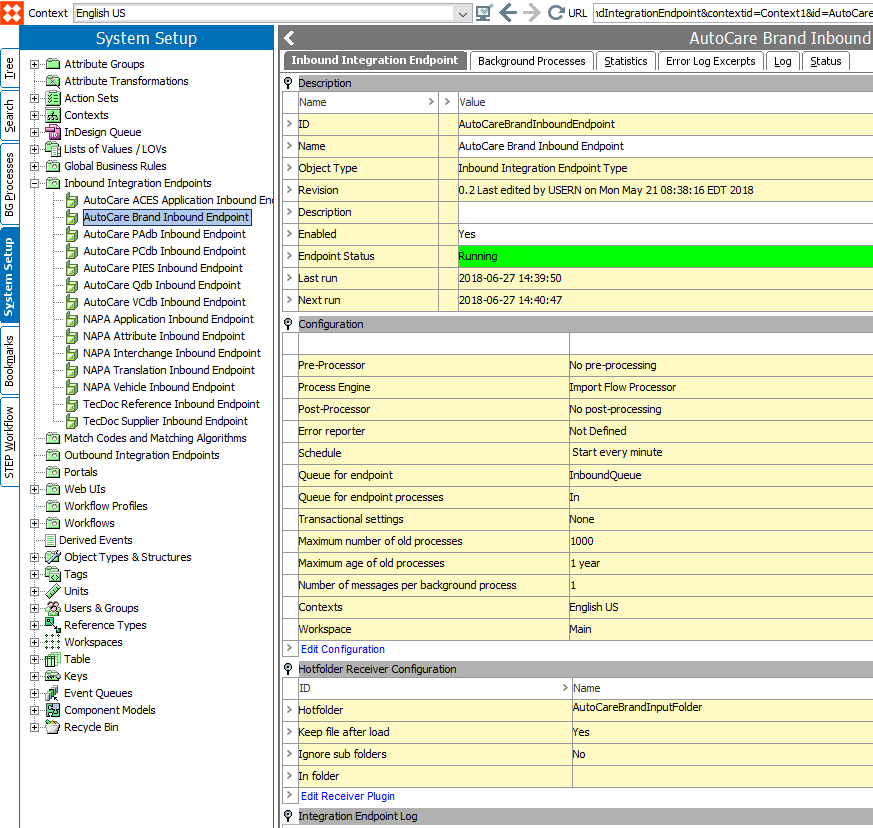 Context English US URL ndIntegrationEndpoint&contextid=Context1&id=AutoCare
System Setup
Tree
Search
BG Processes
System Setup
Bookmarks
STEP Workflow
Attribute Groups
Attribute Transformations
Action Sets
Contexts
InDesign Queue
Lists of Values / LOVs
Global Business Rules
Inbound Integration Endpoints
AutoCare ACES Application Inbound En
AutoCare Brand Inbound Endpoint
AutoCare PAdb Inbound Endpoint
AutoCare PCdb Inbound Endpoint
AutoCare PIES Inbound Endpoint
AutoCare Qdb Inbound Endpoint
AutoCare VCdb Inbound Endpoint
NAPA Application Inbound Endpoint
NAPA Attribute Inbound Endpoint
NAPA Interchange Inbound Endpoint
NAPA Translation Inbound Endpoint
NAPA Vehicle Inbound Endpoint
TecDoc Reference Inbound Endpoint
TecDoc Supplier Inbound Endpoint
Match Codes and Matching Algorithms
Outbound Integration Endpoints
Portals
Web UIs
Workflow Profiles
Workflows
Derived Events
Object Types & Structures
Tags
Units
Users & Groups
Reference Types
Workspaces
Table
Keys
Event Queues
Component Models
Recycle Bin
AutoCare Brand Inbound
Inbound Integration Endpoint Background Processes Statistics Error Log Excerpts Log Status
Description
Name > > Value
ID AutoCareBrandInboundEndpoint
Name AutoCare Brand Inbound Endpoint
Object Type Inbound Integration Endpoint Type
Revision 0.2 Last edited by USERN on Mon May 21 08:38:16 EDT 2018
Description
Enabled Yes
Endpoint Status Running
Last run 2018-06-27 14:39:50
Next run 2018-06-27 14:40:47
Configuration
Pre-Processor No pre-processing
Process Engine Import Flow Processor
Post-Processor No post-processing
Error reporter Not Defined
Schedule Start every minute
Queue for endpoint InboundQueue
Queue for endpoint processes In
Transactional settings None
Maximum number of old processes 1000
Maximum age of old processes 1 year
Number of messages per background process 1
Contexts English US
Workspace Main
Edit Configuration
Hotfolder Receiver Configuration
ID > Name
Hotfolder AutoCareBrandInputFolder
Keep file after load Yes
Ignore sub folders No
In folder
Edit Receiver Plugin
Integration Endpoint Log